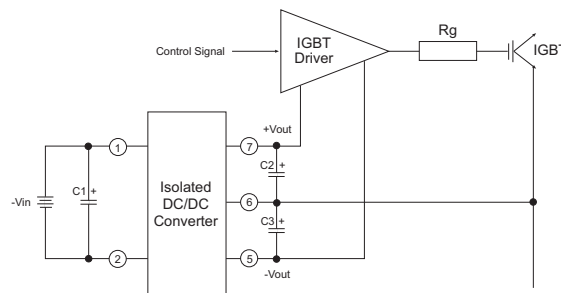 Rg
IGBT
IGBT
Driver
Control Signal
+Vout
1
7
C2 +
C1 +
Isolated
DC/DC
Converter
-Vin
6
C3 +
2
5
-Vout